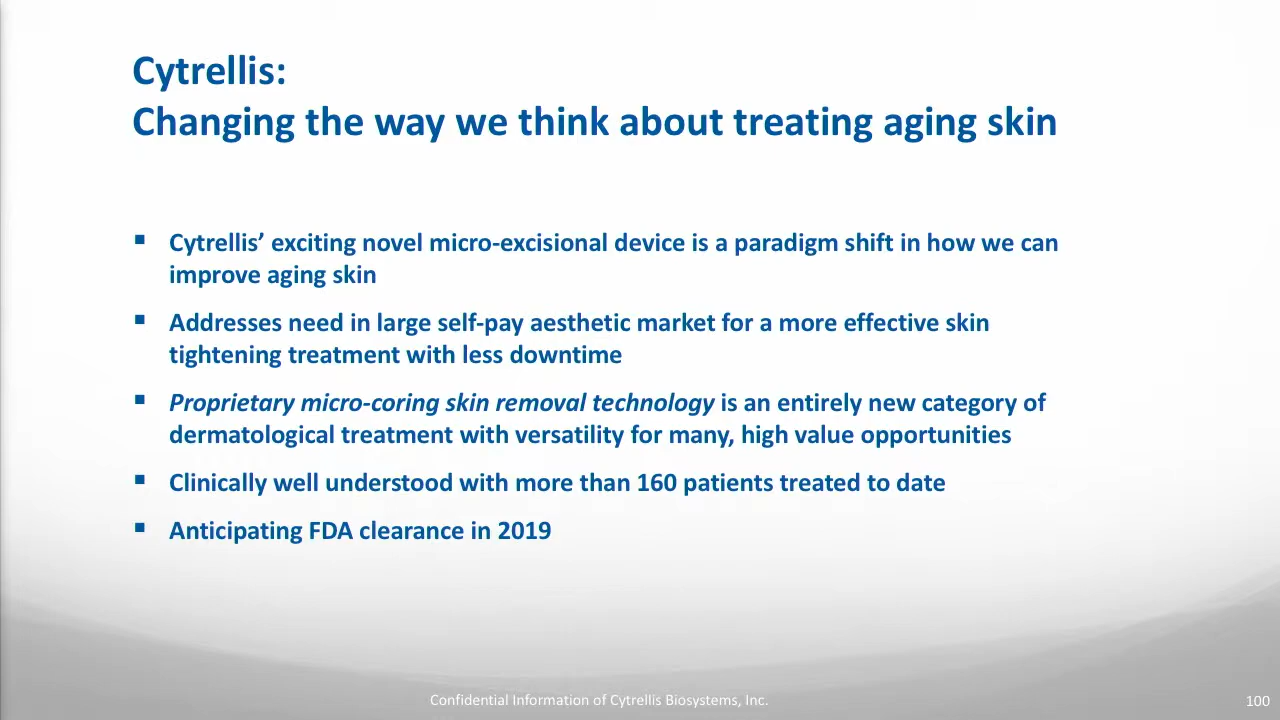 Cytrellis:
Changing the way we think about treating aging skin
▪ Cytrellis’ exciting novel micro-excisional device is a paradigm shift in how we can
improve aging skin
▪ Addresses need in large self-pay aesthetic market for a more effective skin
tightening treatment with less downtime
▪ Proprietary micro-coring skin removal technology is an entirely new category of
dermatological treatment with versatility for many, high value opportunities
▪ Clinically well understood with more than 160 patients treated to date
▪ Anticipating FDA clearance in 2019
Confidential Information of Cytrellis Biosystems, Inc.
100